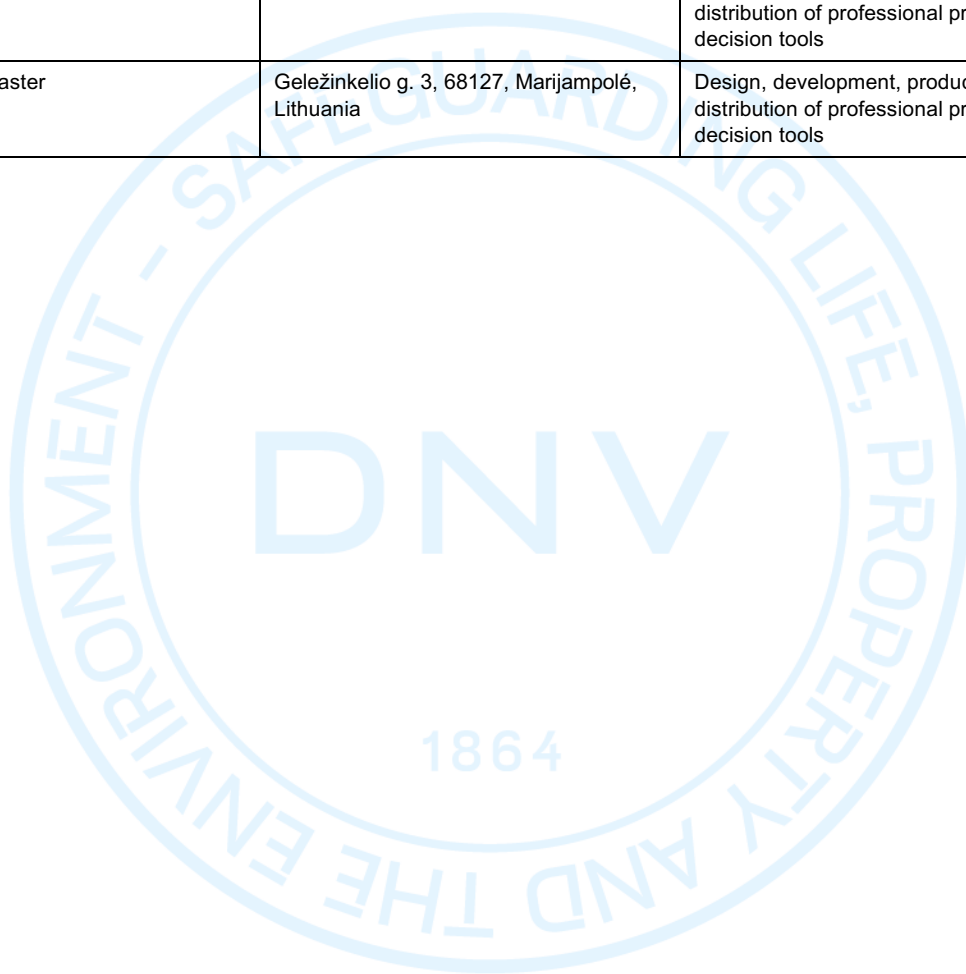 distribution of professional pr
decision tools
aster
Geležinkelio g. 3, 68127, Marijampolé,
Lithuania
Design, development, produc
distribution of professional pr
decision tools
SAFEGUARDING LIFE, PROPERTY AND THE ENVIRONMENT -
DNV
1864